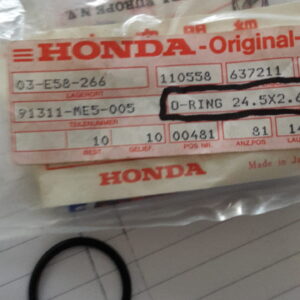 EUROPE N.V.
HONDA-Original-
03-E58-266
110558
637211
LAGERORT
91311-ME5-005
O-RING 24.5X2.
TEILENUMMER
10
10
00481
81
REST
GELIEF.
POS. NR.
ANZ.POS
HONDA
Made in J